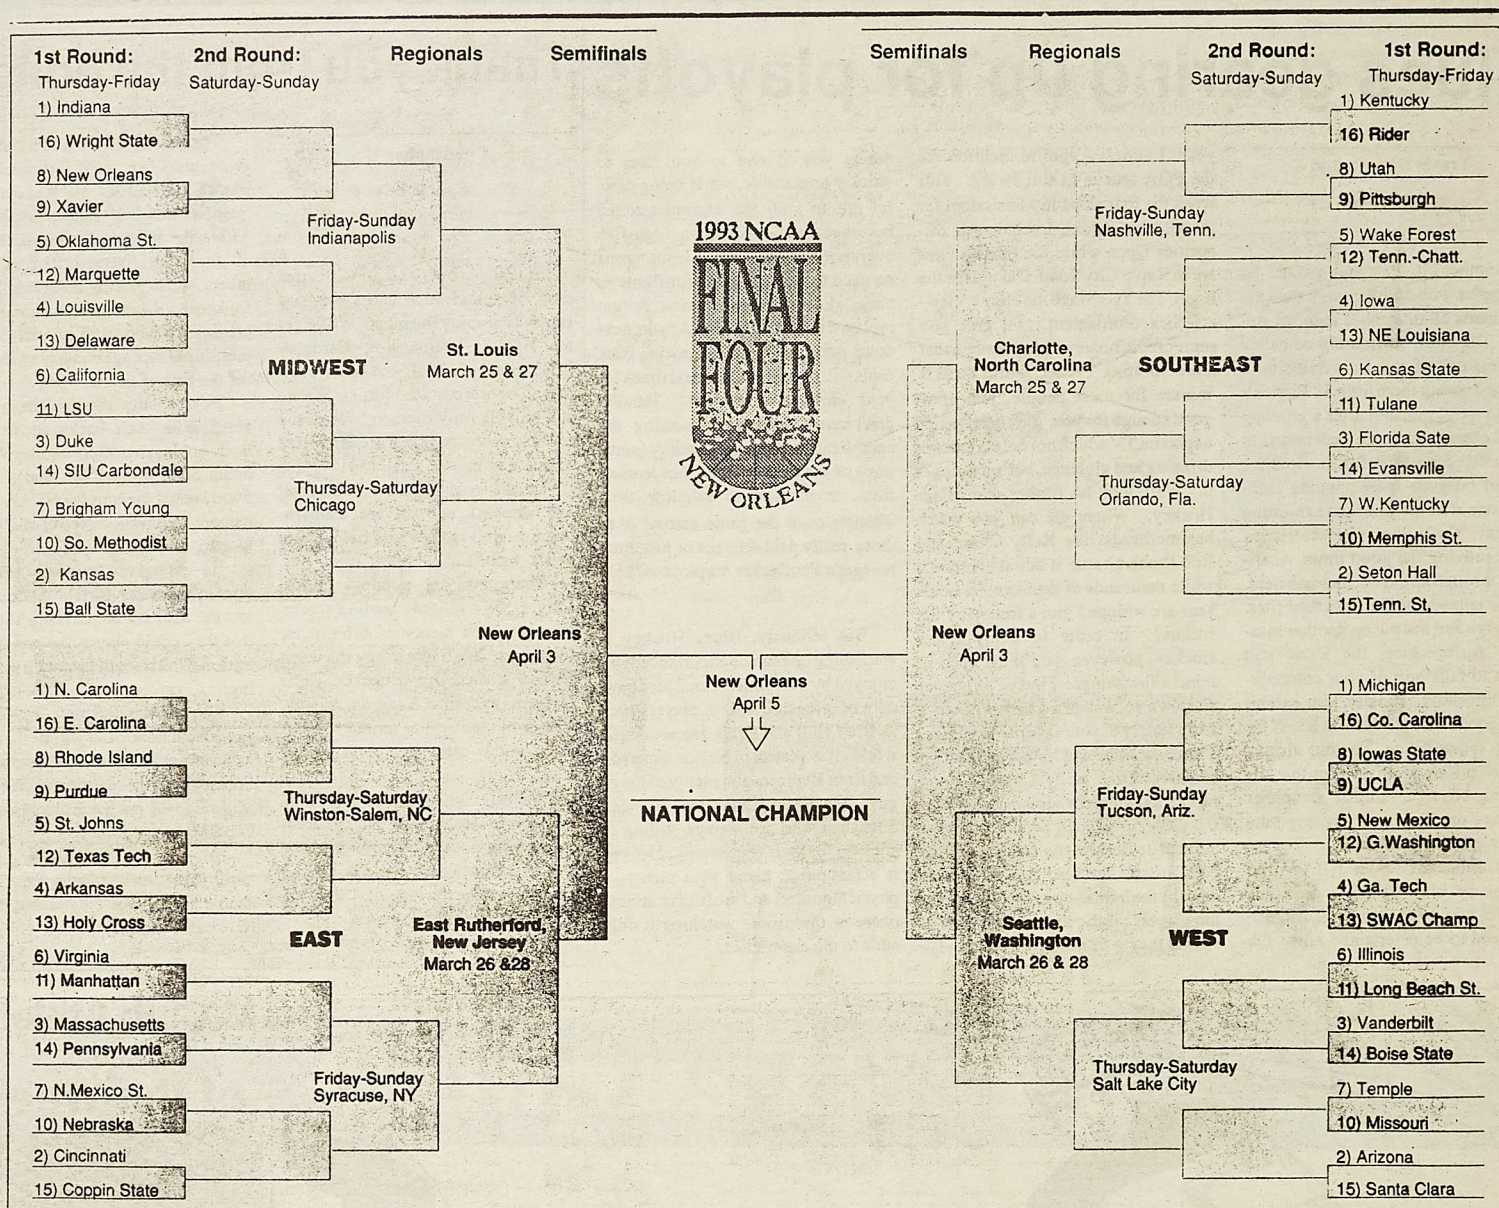 1st Round:
Thursday-Friday
2nd Round:
Saturday-Sunday
Regionals
Semifinals
Semifinals
Regionals
2nd Round:
Saturday-Sunday
1st Round:
Thursday-Friday
1) Indiana
16) Wright State
8) New Orleans
9) Xavier
5) Oklahoma St.
12) Marquette
4) Louisville
13) Delaware
6) California
11) LSU
3) Duke
14) SIU Carbondale
7) Brigham Young
10) So. Methodist
2) Kansas
15) Ball State
Friday-Sunday
Indianapolis
MIDWEST
Thursday-Saturday
Chicago
St. Louis
March 25 & 27
1) N. Carolina
16) E. Carolina
8) Rhode Island
9) Purdue
5) St. Johns
12) Texas Tech
4) Arkansas
13) Holy Cross
6) Virginia
11) Manhattan
3) Massachusetts
14) Pennsylvania
7) N.Mexico St.
10) Nebraska
2) Cincinnati
15) Coppin State
Thursday-Saturday
Winston-Salem, NC
EAST
Friday-Sunday
Syracuse, NY
East Rutherford,
New Jersey
March 26 &28
New Orleans
April 3
1993 NCAA
FINAL
FOUR
NEW ORLEANS
New Orleans
April 5
NATIONAL CHAMPION
New Orleans
April 3
1) Kentucky
16) Rider
8) Utah
9) Pittsburgh
5) Wake Forest
12) Tenn.-Chatt.
4) Iowa
13) NE Louisiana
6) Kansas State
11) Tulane
3) Florida Sate
14) Evansville
7) W.Kentucky
10) Memphis St.
2) Seton Hall
15)Tenn. St,
Friday-Sunday
Nashville, Tenn.
Charlotte,
North Carolina
March 25 & 27
SOUTHEAST
Thursday-Saturday
Orlando, Fla.
1) Michigan
16) Co. Carolina
8) Iowas State
9) UCLA
5) New Mexico
12) G.Washington
4) Ga. Tech
13) SWAC Champ
6) Illinois
11) Long Beach St.
3) Vanderbilt
14) Boise State
7) Temple
10) Missouri
2) Arizona
15) Santa Clara
Friday-Sunday
Tucson, Ariz.
Seattle,
Washington
March 26 & 28
WEST
Thursday-Saturday
Salt Lake City